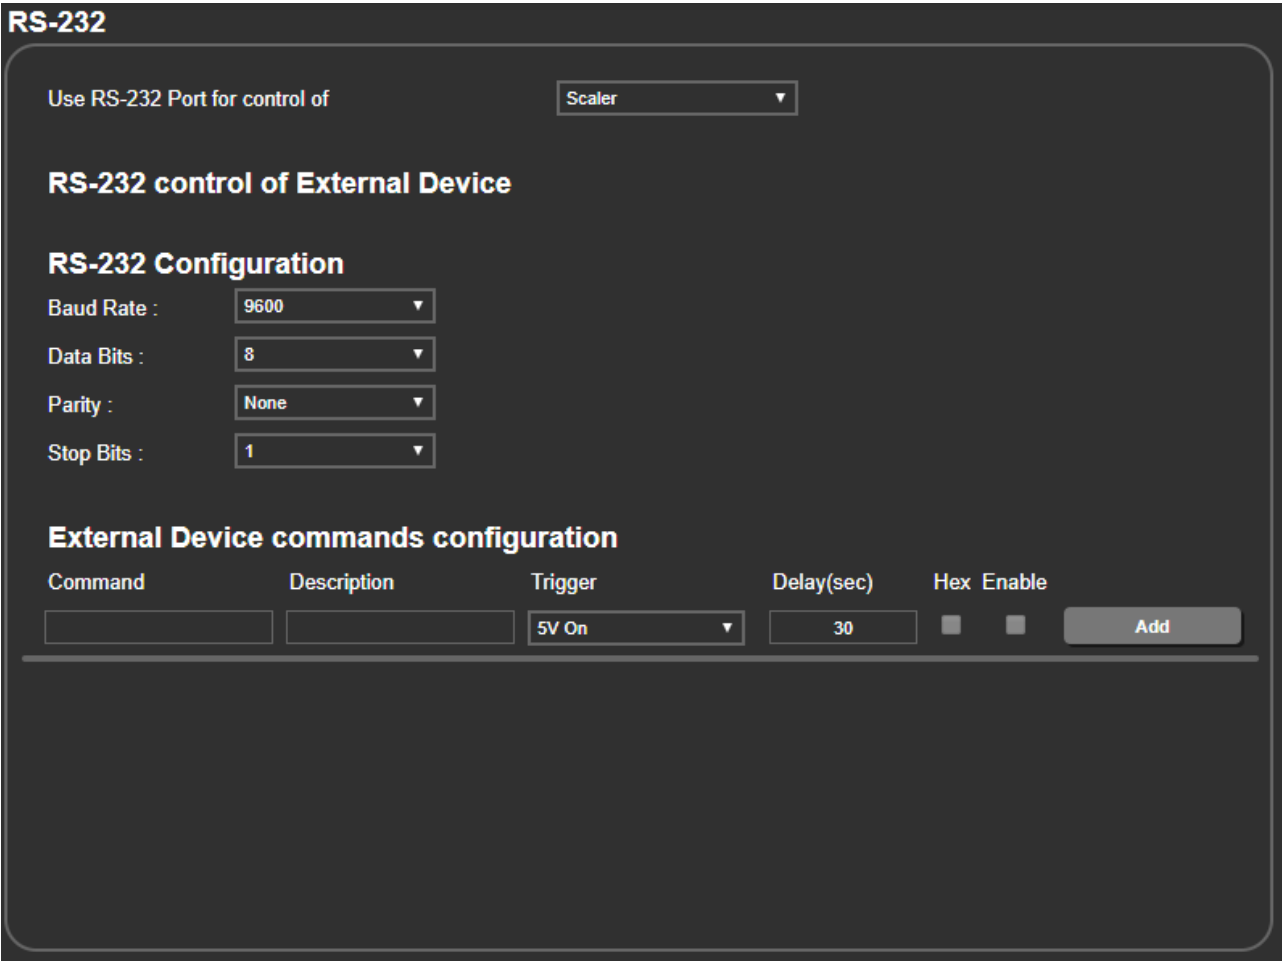 RS-232
Use RS-232 Port for control of Scaler
RS-232 control of External Device
RS-232 Configuration
Baud Rate : 9600
Data Bits : 8
Parity : None
Stop Bits : 1
External Device commands configuration
Command Description Trigger Delay(sec) Hex Enable
5V On 30 Add